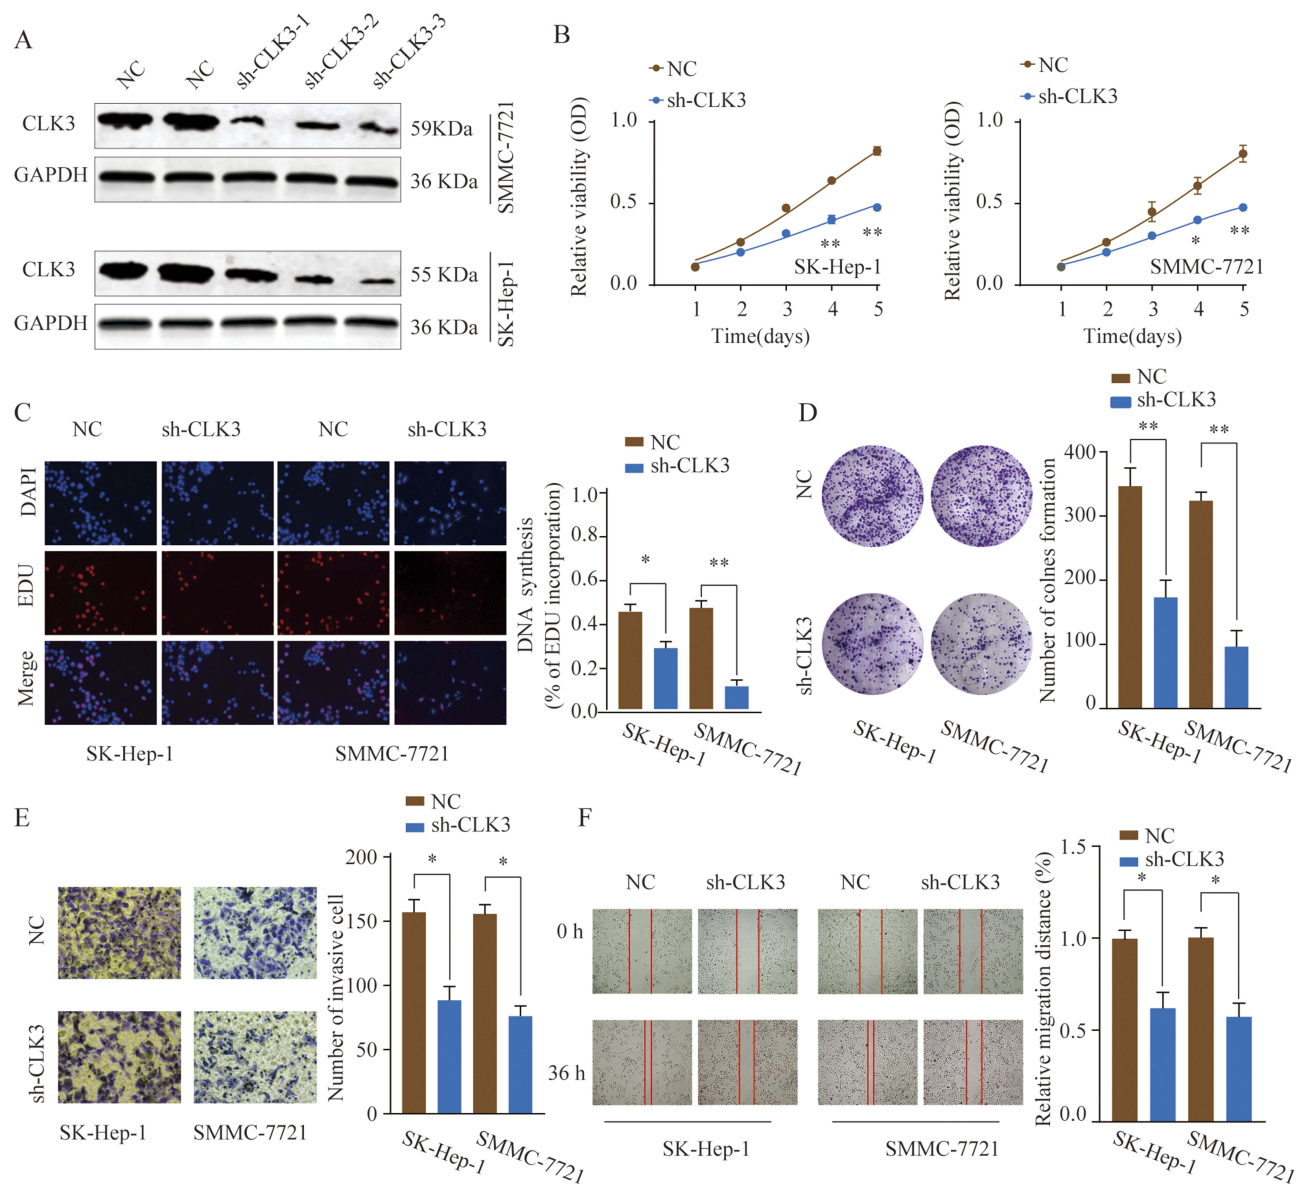 A
NC
NC
sh-CLK3-1
sh-CLK3-2
sh-CLK3-3
CLK3
59KDa
GAPDH
36 KDa
SMMC-7721
CLK3
55 KDa
GAPDH
36 KDa
SK-Hep-1
B
NC
sh-CLK3
Relative viability (OD)
1.0
0.5
0.0
**
**
SK-Hep-1
1 2 3 4 5
Time(days)
NC
sh-CLK3
Relative viability (OD)
1.0
0.5
0.0
*
**
SMMC-7721
1 2 3 4 5
Time(days)
C
NC sh-CLK3 NC sh-CLK3
DAPI
EDU
Merge
SK-Hep-1 SMMC-7721
NC
sh-CLK3
DNA synthesis
(% of EDU incorporation)
1.0
0.8
0.6
0.4
0.2
0.0
*
**
SK-Hep-1
SMMC-7721
D
NC
sh-CLK3
SK-Hep-1
SMMC-7721
NC
sh-CLK3
Number of colnes formation
400
300
200
100
0
**
**
SK-Hep-1
SMMC-7721
E
NC
sh-CLK3
SK-Hep-1 SMMC-7721
NC
sh-CLK3
Number of invasive cell
200
150
100
50
0
*
*
SK-Hep-1
SMMC-7721
F
NC sh-CLK3 NC sh-CLK3
0 h
36 h
SK-Hep-1 SMMC-7721
NC
sh-CLK3
Relative migration distance (%)
1.5
1.0
0.5
0.0
*
*
SK-Hep-1
SMMC-7721